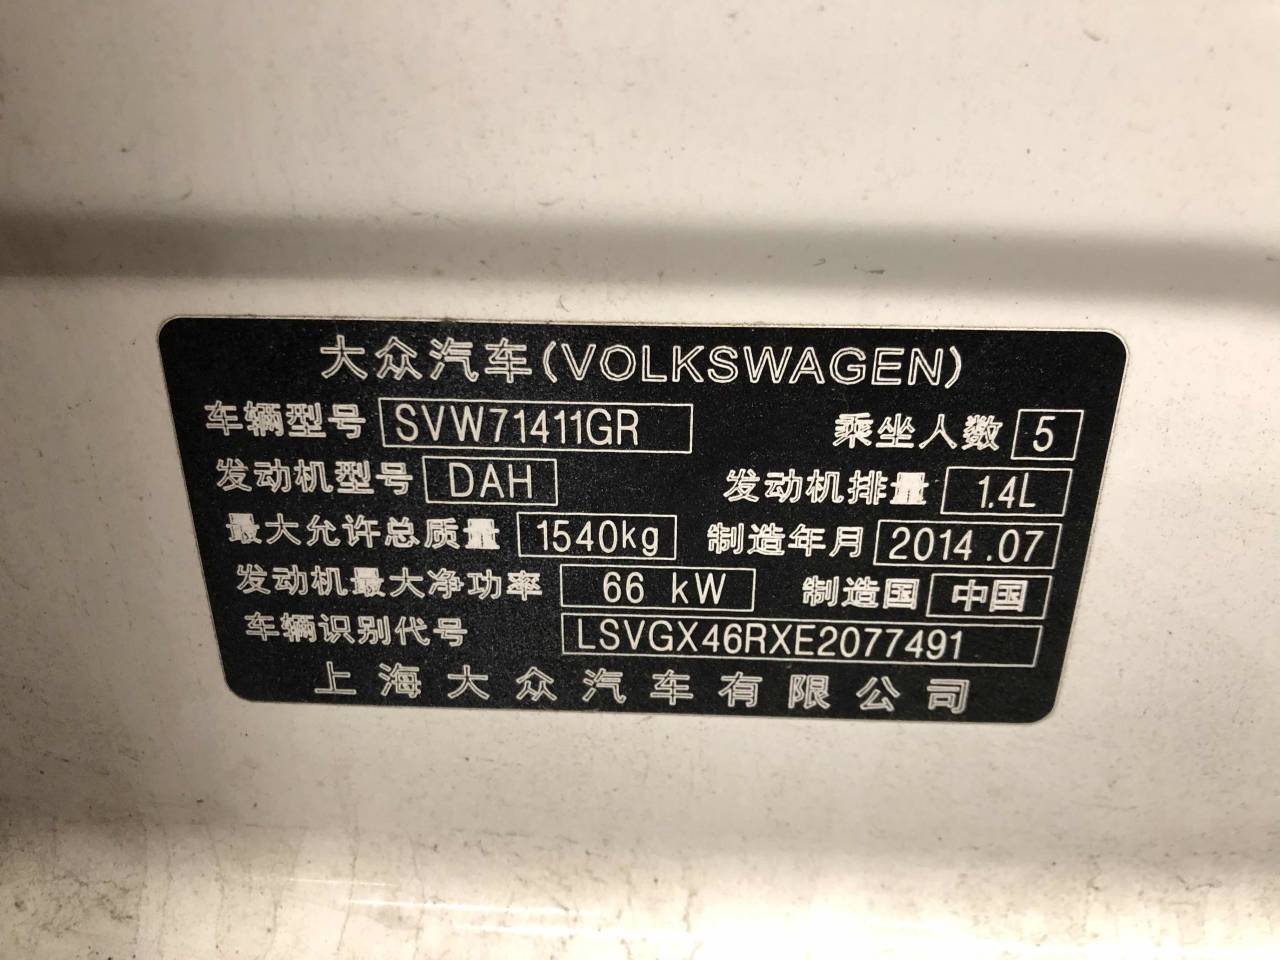 大众汽车(VOLKSWAGEN)
车辆型号 SVW71411GR 乘坐人数 5
发动机型号 DAH 发动机排量 1.4L
最大允许总质量 1540kg 制造年月 2014.07
发动机最大净功率 66 kW 制造国 中国
车辆识别代号 LSVGX46RXE2077491
上海大众汽车有限公司